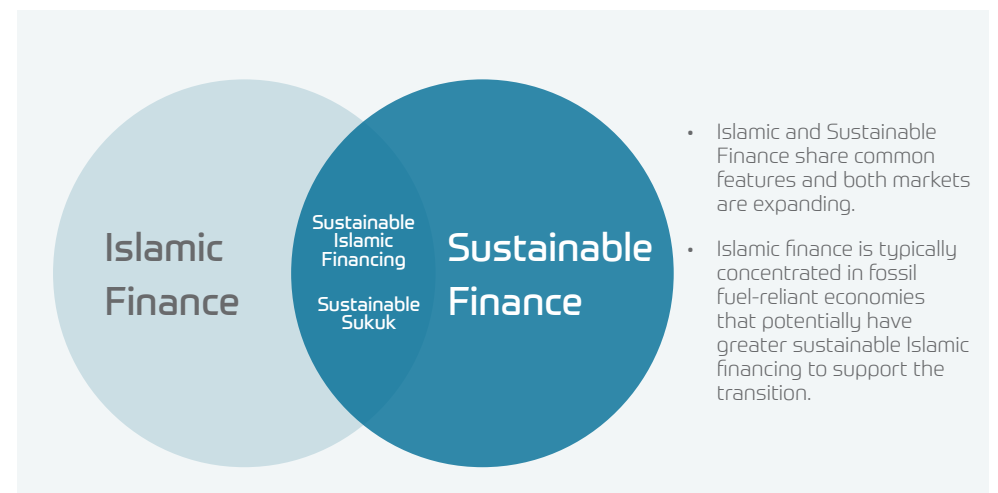 Islamic
Finance
Sustainable
Islamic
Financing
Sustainable
Sukuk
Sustainable
Finance
• Islamic and Sustainable
Finance share common
features and both markets
are expanding.
• Islamic finance is typically
concentrated in fossil
fuel-reliant economies
that potentially have
greater sustainable Islamic
financing to support the
transition.